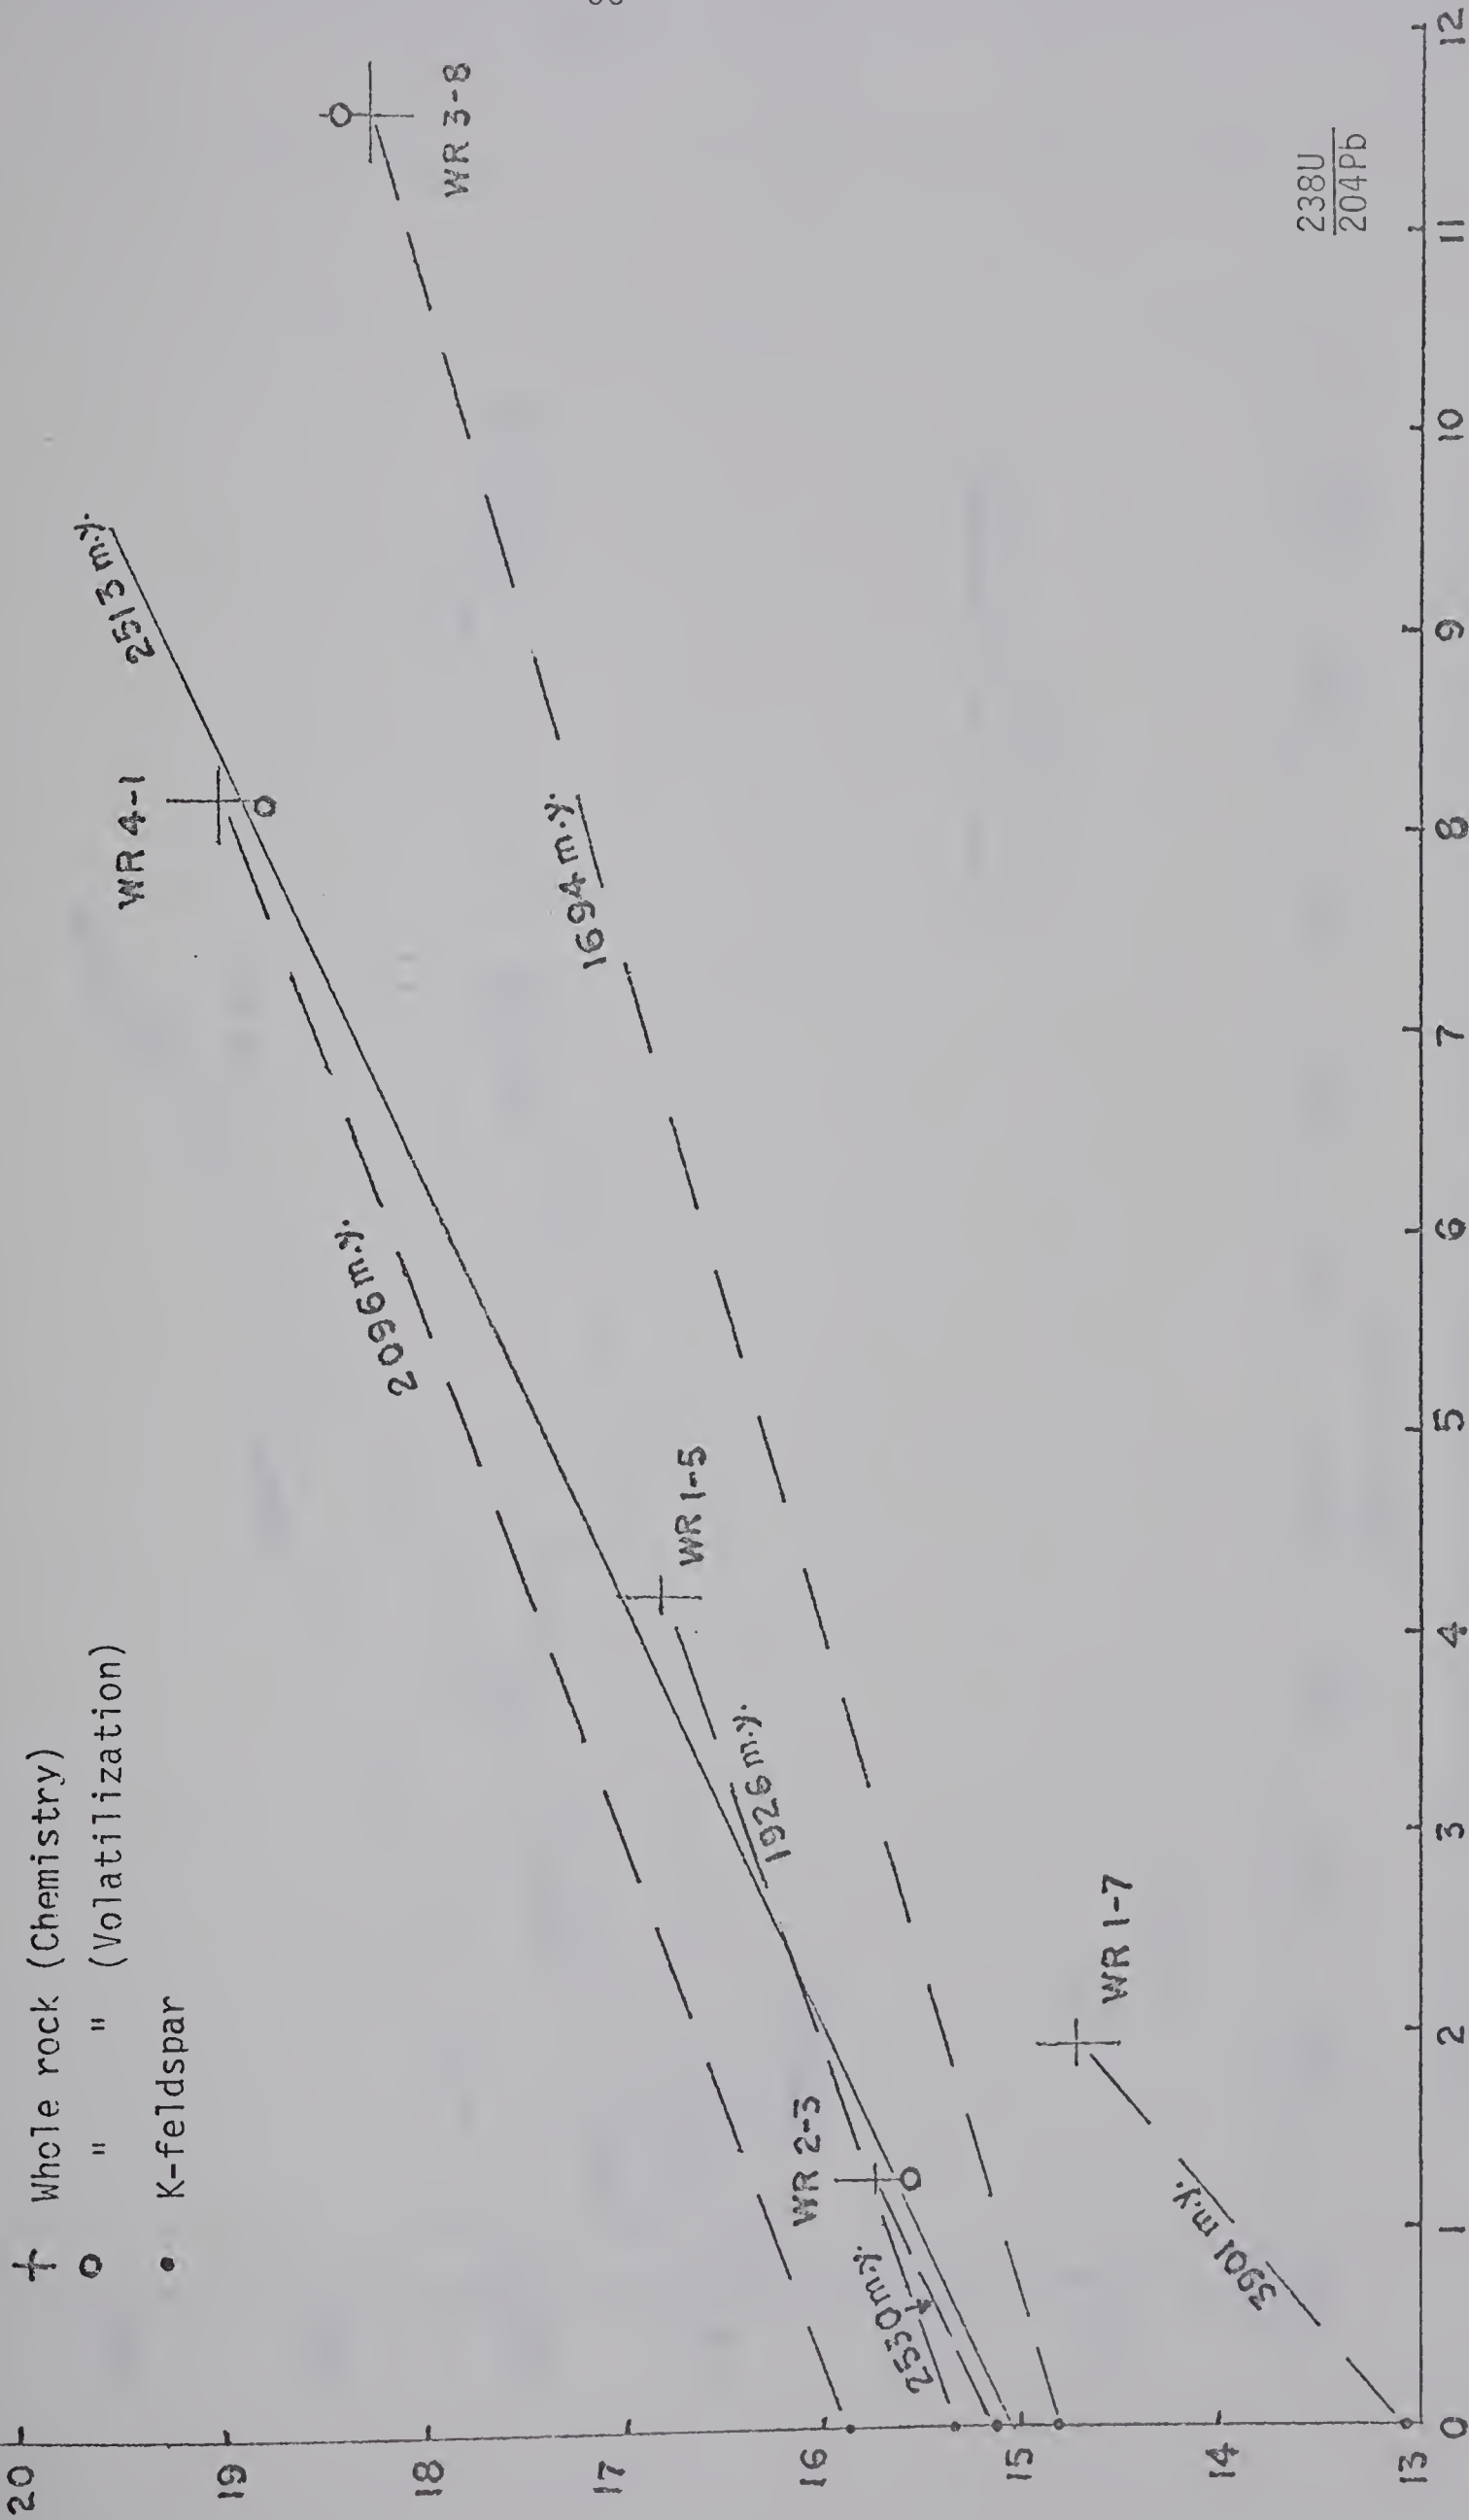 + Whole rock (Chemistry)
o " " (Volatilization)
• K-feldspar
20
19
18
17
16
15
14
13
0
1
2
3
4
5
6
7
8
9
10
11
12
238U
204Pb
WR 4-1
2513 m.y.
2096 m.y.
WR 3-8
1694 m.y.
WR 1-5
1926 m.y.
WR 2-3
2530 m.y.
WR 1-7
3901 m.y.